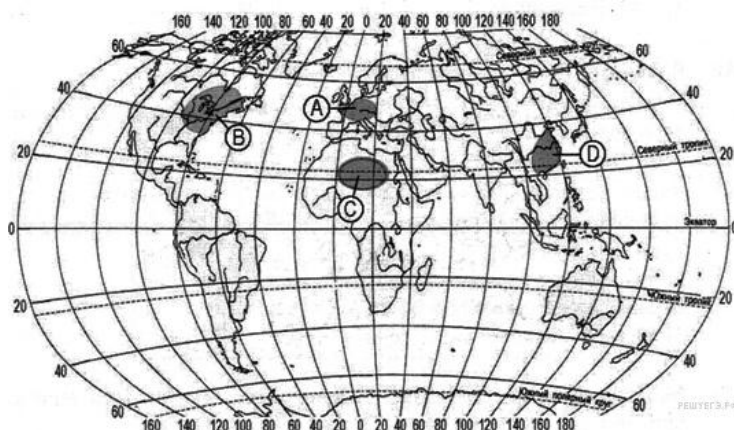 160 140 120 100 80 60 40 20 0 20 40 60 80 100 120 140 160 180
60 Северный полярный круг 60
40 A 40
B
20 Северный тропик 20
D
C
0 Экватор 0
20 Южный тропик 20
40 40
60 Южный полярный круг 60
РЕШУЕГЭ.РФ
160 140 120 100 80 60 40 20 0 20 40 60 80 100 120 140 160 180